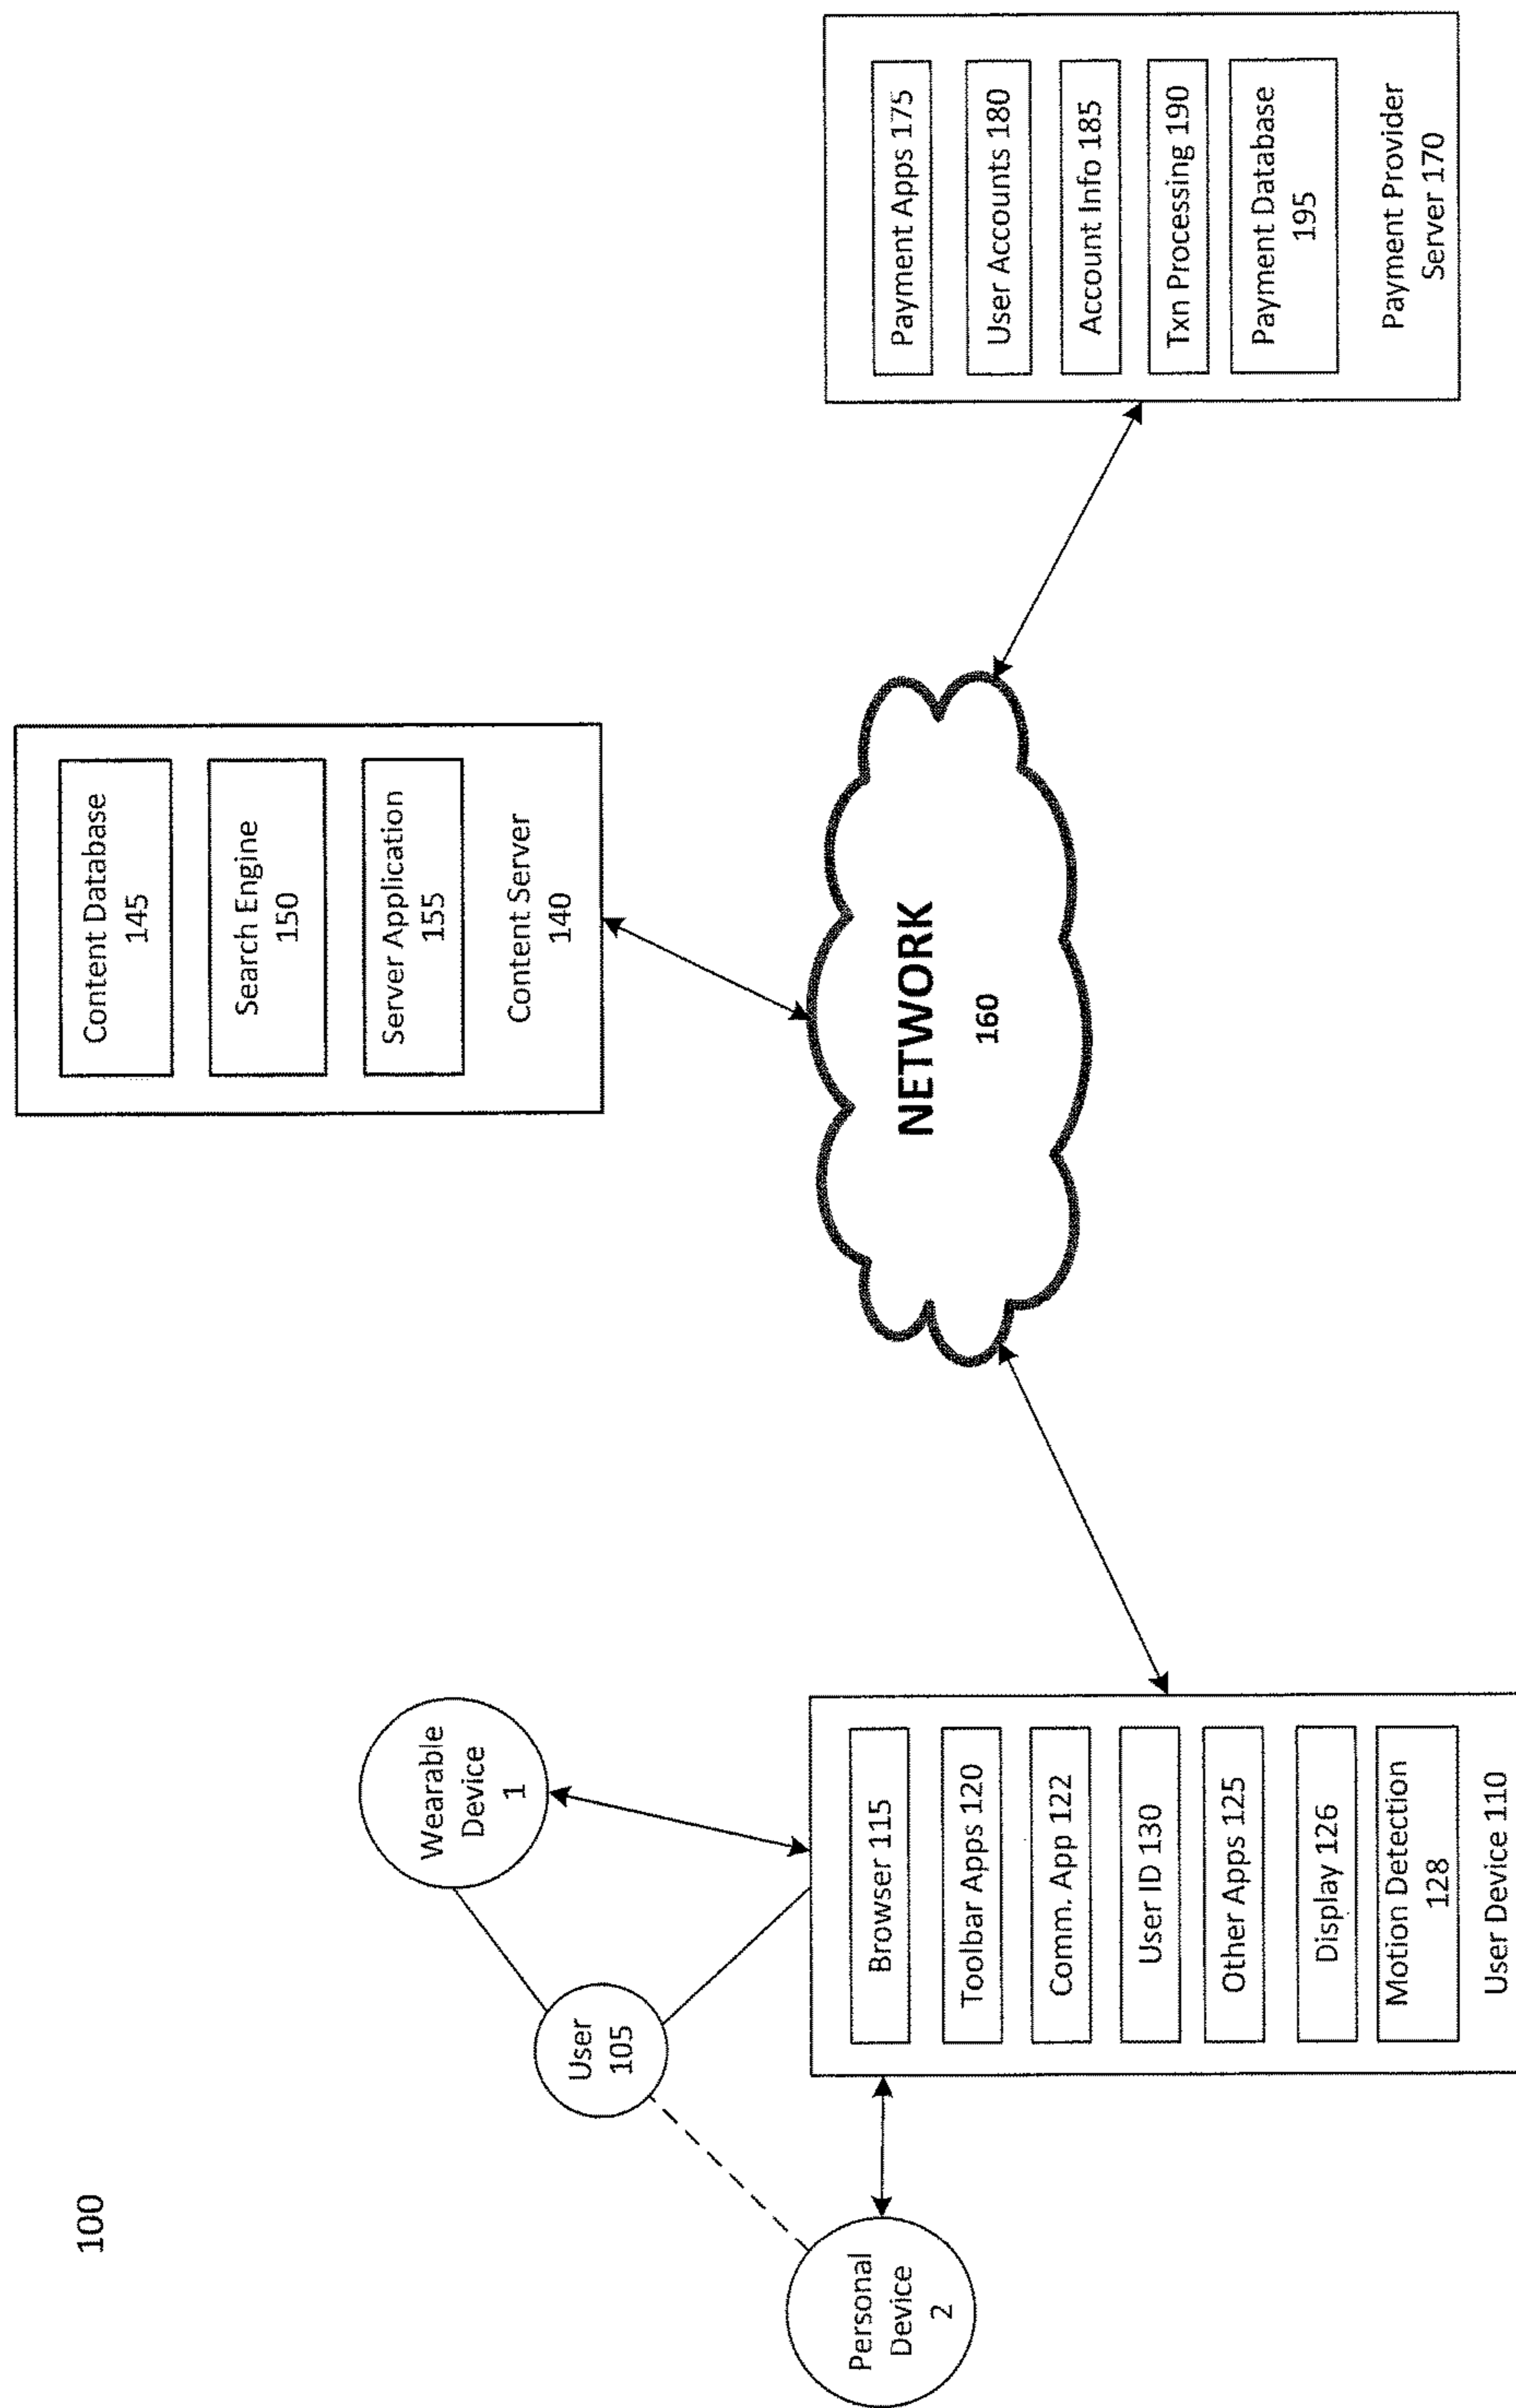 100
Wearable
Device
1
User
105
Personal
Device
2
Browser 115
Toolbar Apps 120
Comm. App 122
User ID 130
Other Apps 125
Display 126
Motion Detection
128
User Device 110
Content Database
145
Search Engine
150
Server Application
155
Content Server
140
NETWORK
160
Payment Apps 175
User Accounts 180
Account Info 185
Txn Processing 190
Payment Database
195
Payment Provider
Server 170